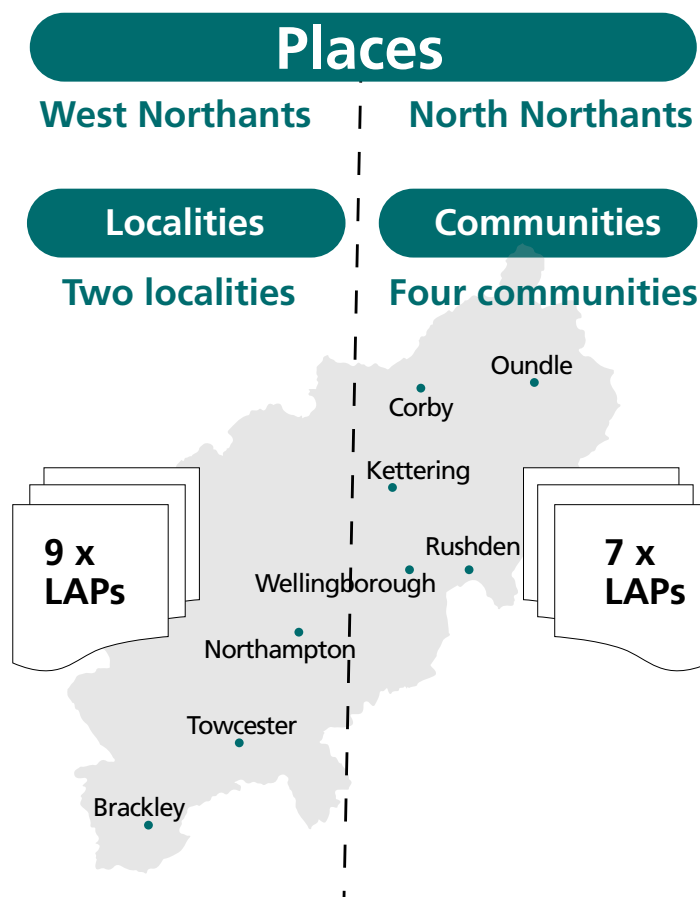 Places
West Northants
North Northants
Localities
Communities
Two localities
Four communities
Oundle
Corby
Kettering
9 x
LAPs
Rushden
7 x
LAPs
Wellingborough
Northampton
Towcester
Brackley